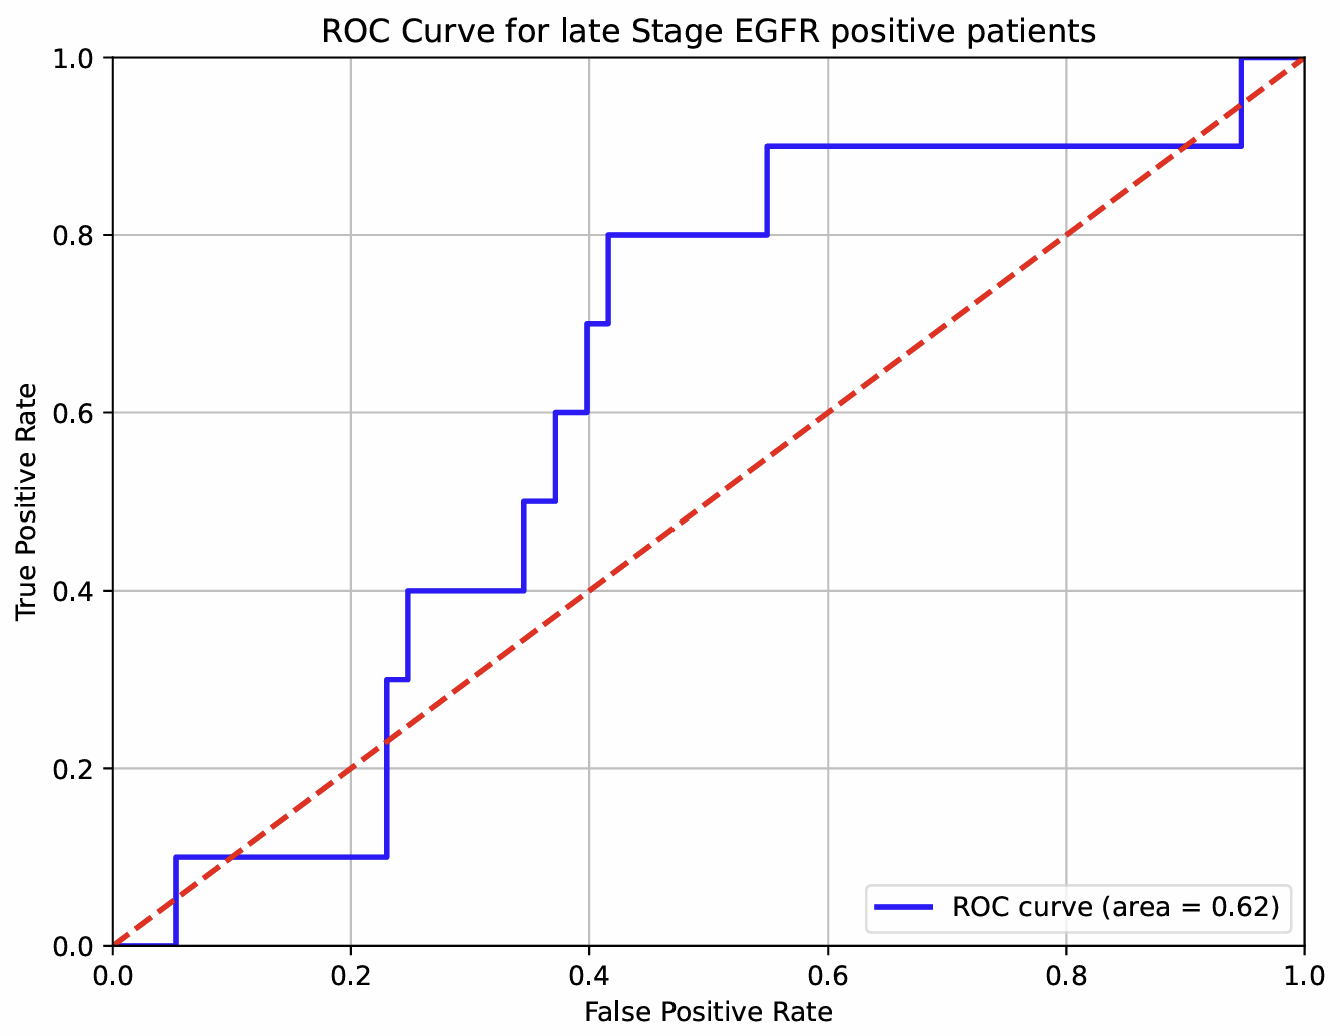 ROC Curve for late Stage EGFR positive patients
1.0
0.8
0.6
0.4
0.2
0.0
True Positive Rate
ROC curve (area = 0.62)
0.0 0.2 0.4 0.6 0.8 1.0
False Positive Rate